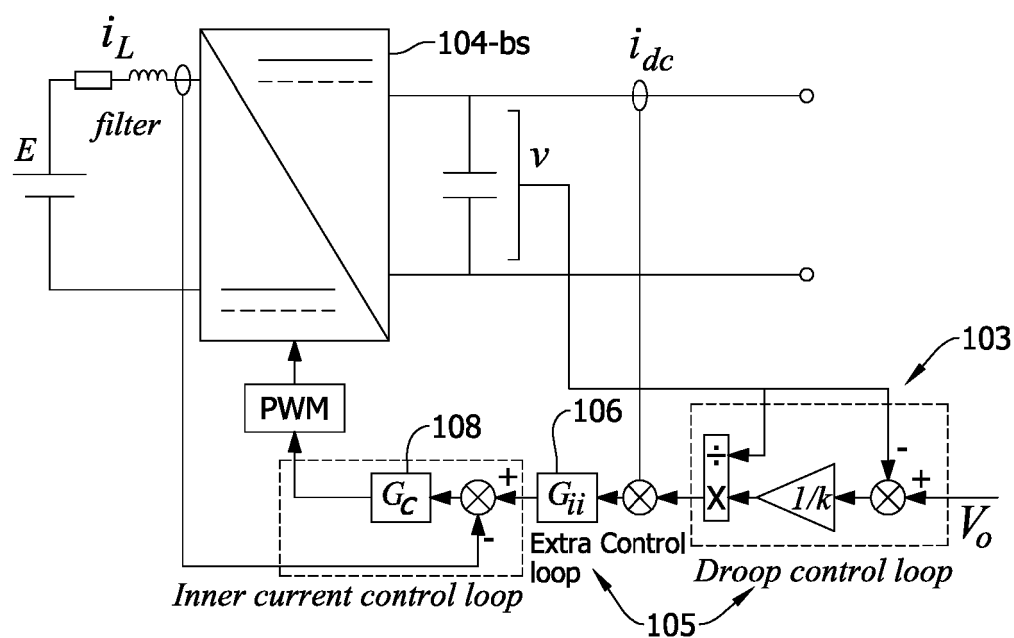 i_L
104-bs
i_dc
filter
E
v
103
PWM
108
106
÷
-
+
G_C
+
G_ii
X
1/k
-
V_o
Extra Control
loop
Droop control loop
Inner current control loop
105